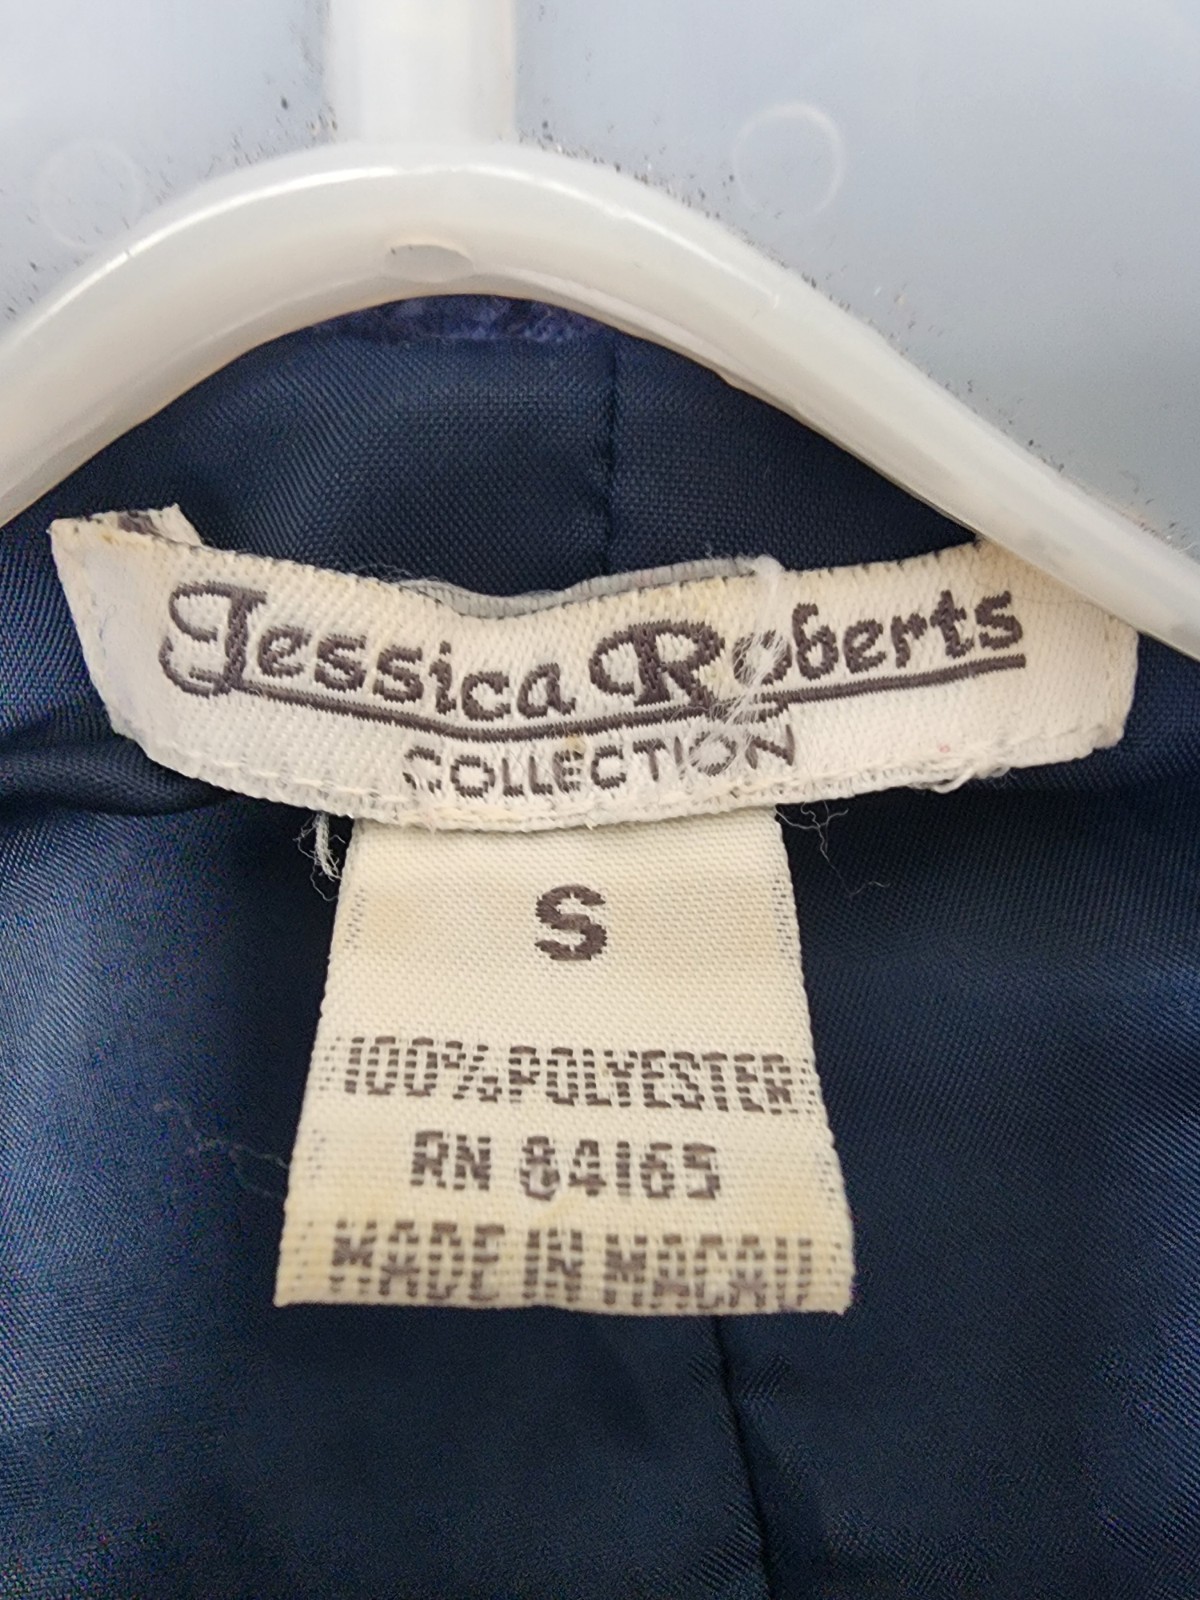 Jessica Roberts
COLLECTION
S
100% POLYESTER
RN 84165
MADE IN MACAU